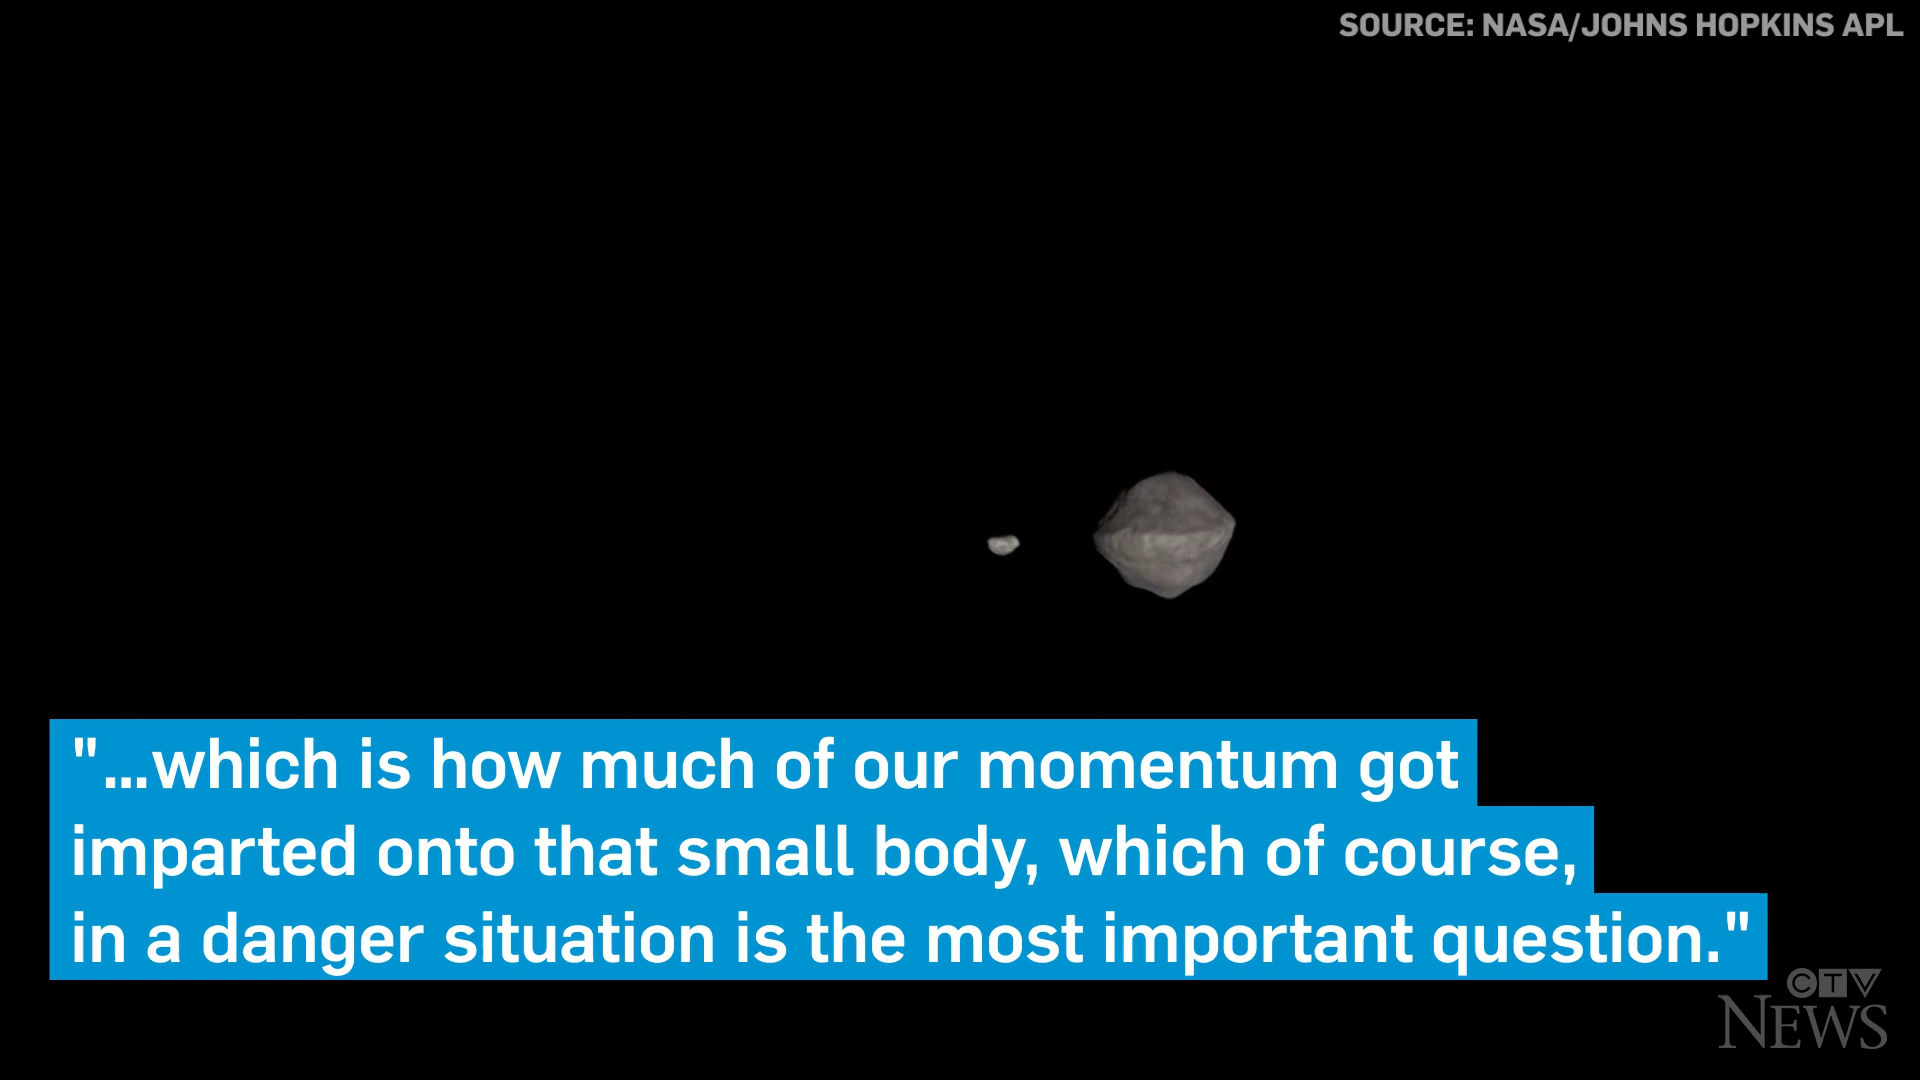 SOURCE: NASA/JOHNS HOPKINS APL
"...which is how much of our momentum got
imparted onto that small body, which of course,
in a danger situation is the most important question."
CTV
NEWS